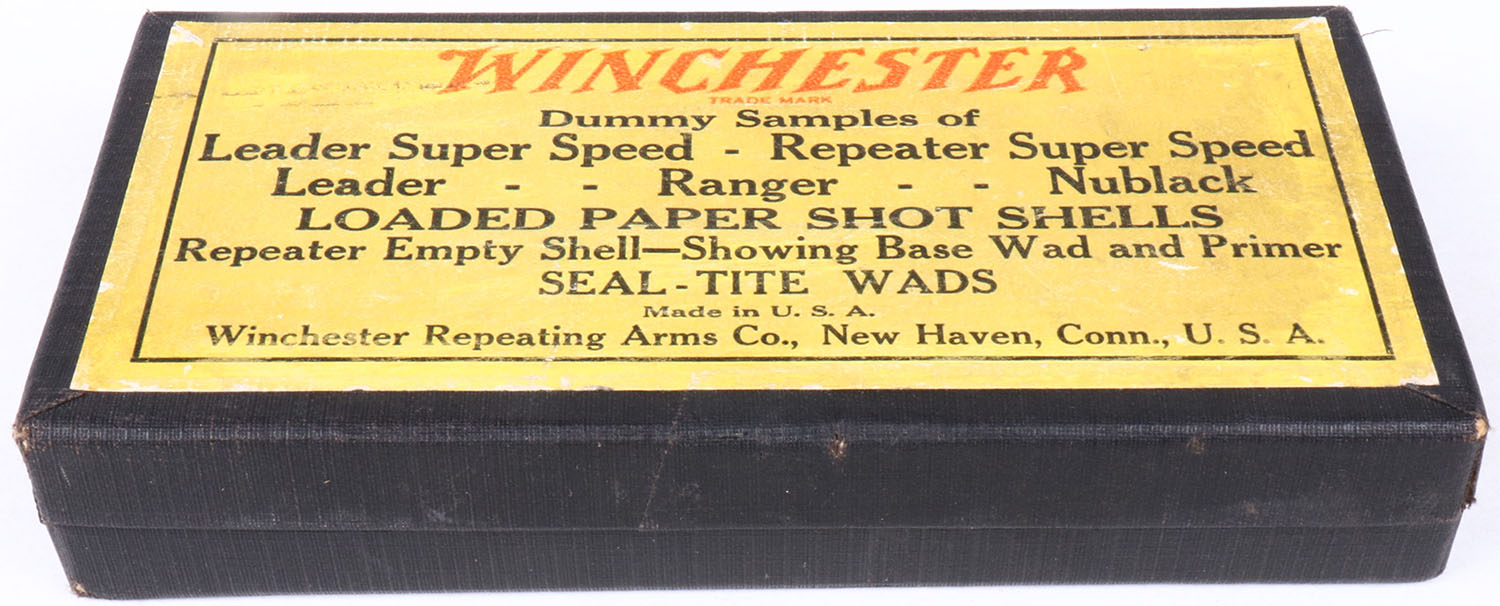 WINCHESTER
TRADE MARK
Dummy Samples of
Leader Super Speed - Repeater Super Speed
Leader - - Ranger - - Nublack
LOADED PAPER SHOT SHELLS
Repeater Empty Shell—Showing Base Wad and Primer
SEAL-TITE WADS
Made in U. S. A.
Winchester Repeating Arms Co., New Haven, Conn., U. S. A.